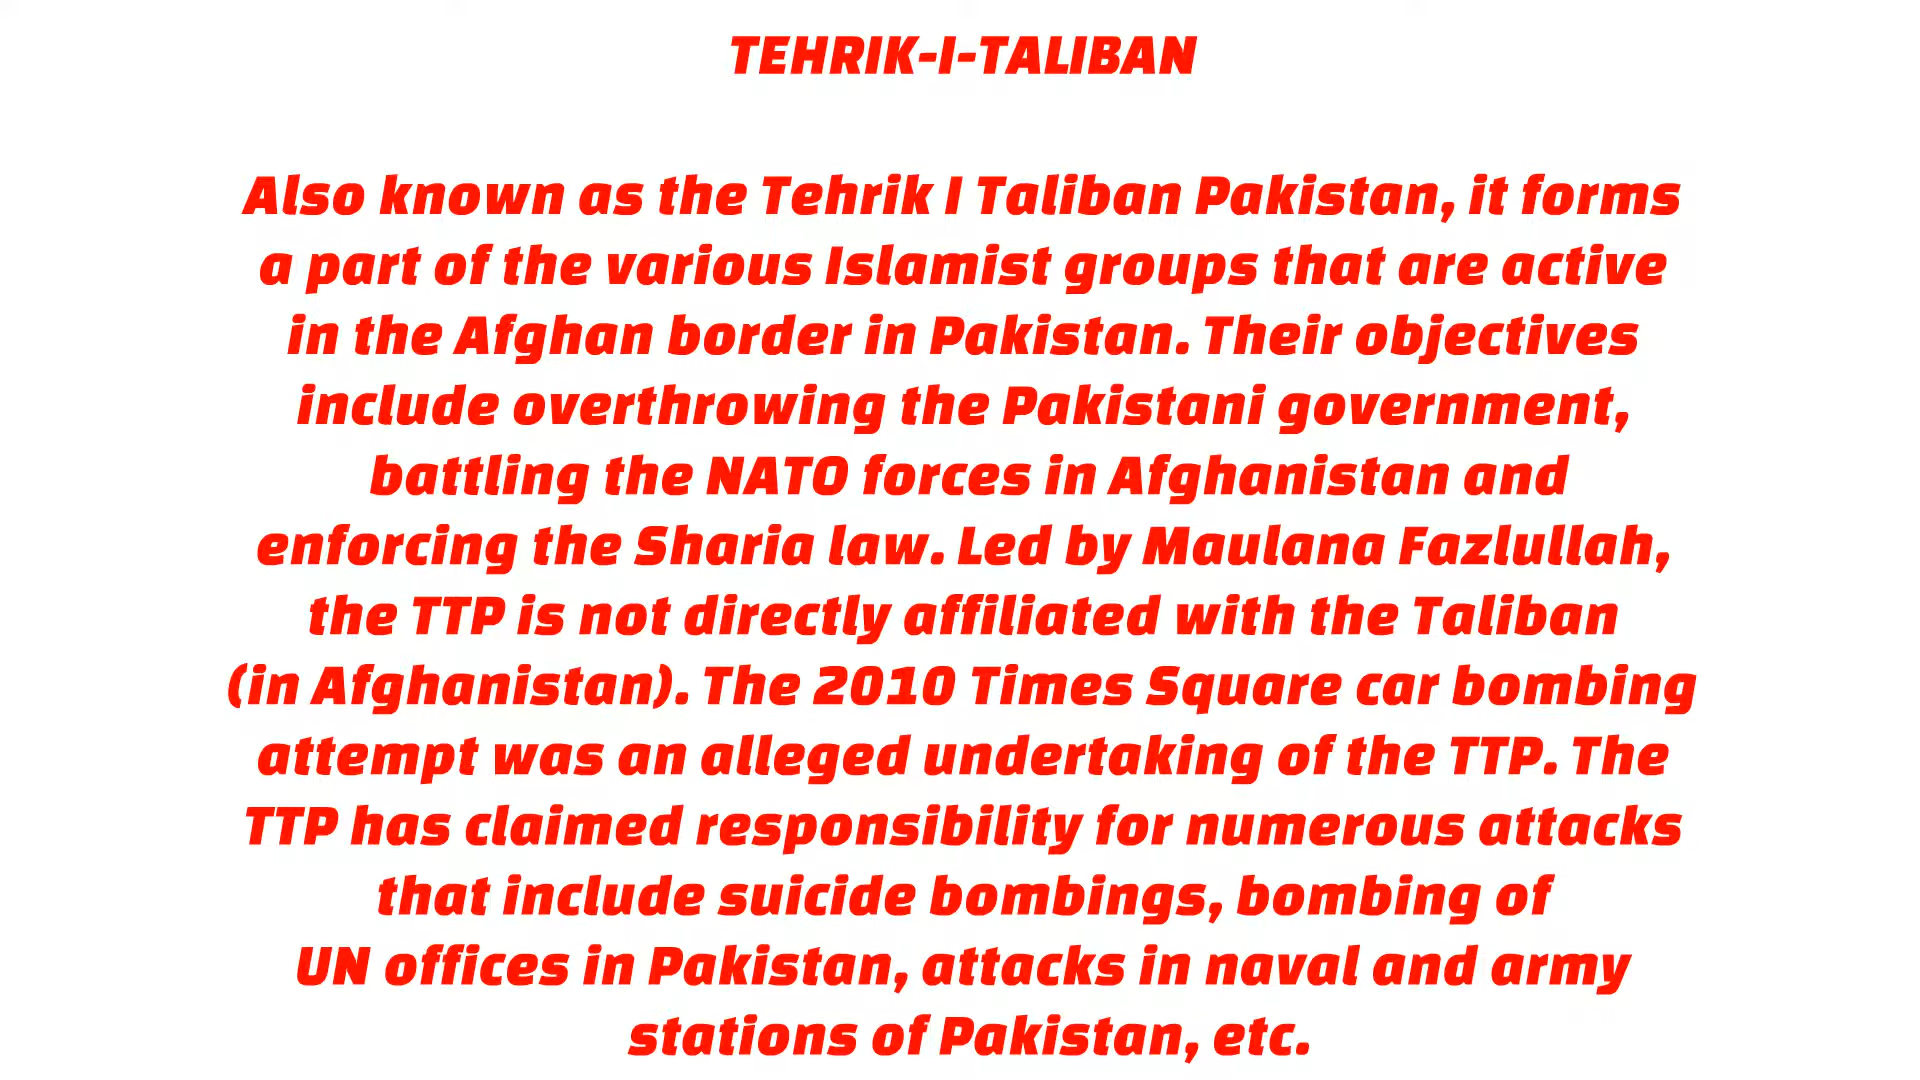 TEHRIK-I-TALIBAN
Also known as the Tehrik I Taliban Pakistan, it forms
a part of the various Islamist groups that are active
in the Afghan border in Pakistan. Their objectives
include overthrowing the Pakistani government,
battling the NATO forces in Afghanistan and
enforcing the Sharia law. Led by Maulana Fazlullah,
the TTP is not directly affiliated with the Taliban
(in Afghanistan). The 2010 Times Square car bombing
attempt was an alleged undertaking of the TTP. The
TTP has claimed responsibility for numerous attacks
that include suicide bombings, bombing of
UN offices in Pakistan, attacks in naval and army
stations of Pakistan, etc.